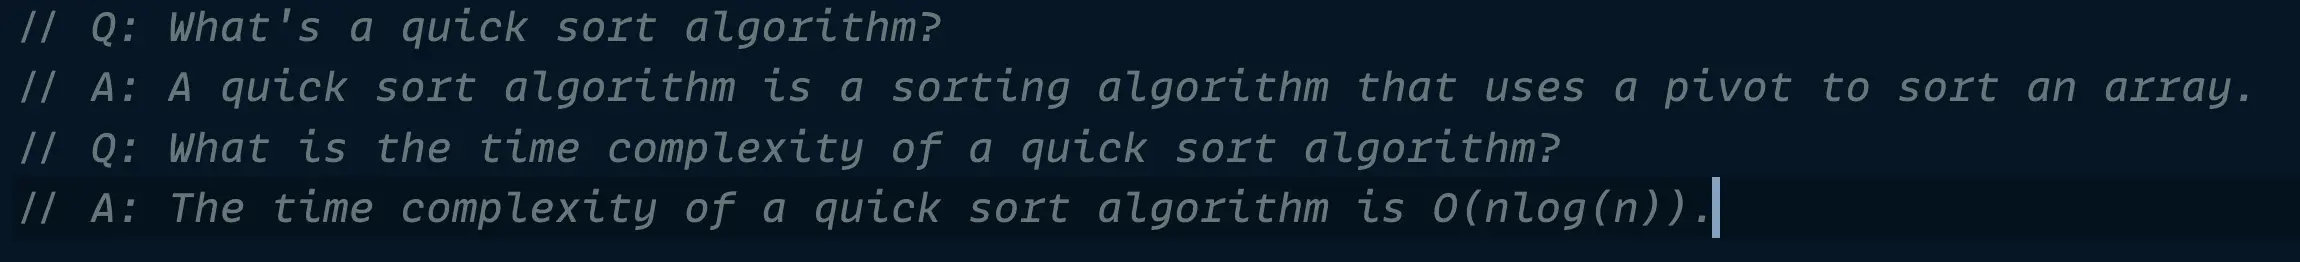 // Q: What's a quick sort algorithm?
// A: A quick sort algorithm is a sorting algorithm that uses a pivot to sort an array.
// Q: What is the time complexity of a quick sort algorithm?
// A: The time complexity of a quick sort algorithm is O(nlog(n)).